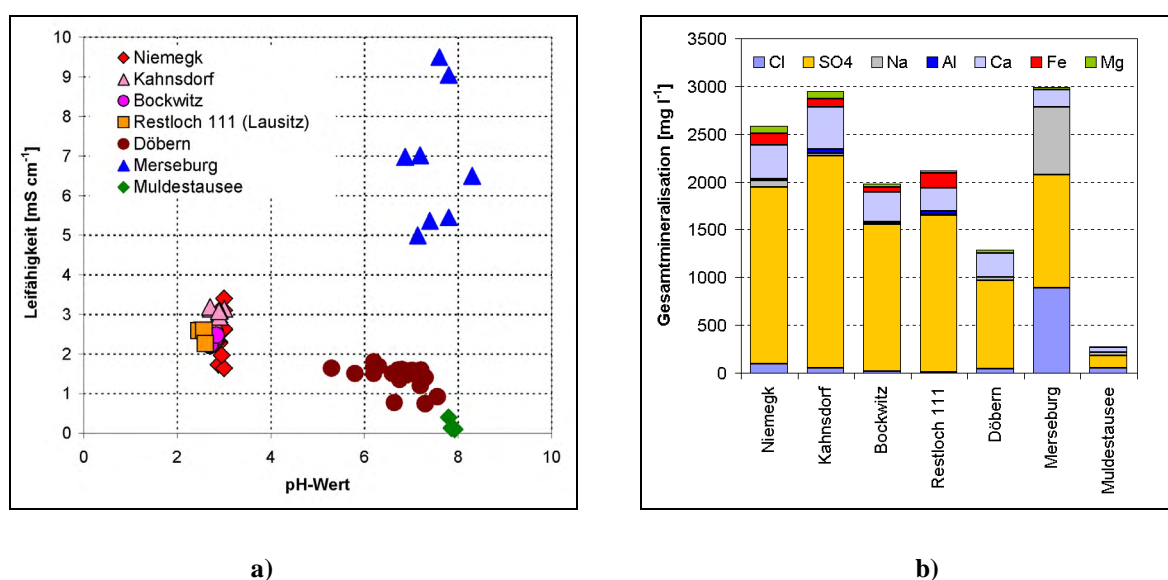 10
9
8
7
6
5
4
3
2
1
0
Leifähigkeit [mS cm-1]
Niemegk
Kahnsdorf
Bockwitz
Restloch 111 (Lausitz)
Döbern
Merseburg
Muldestausee
0 2 4 6 8 10
pH-Wert
a)
3500
3000
2500
2000
1500
1000
500
0
Gesamtmineralisation [mg l-1]
Cl SO4 Na Al Ca Fe Mg
Niemegk
Kahnsdorf
Bockwitz
Restloch 111
Döbern
Merseburg
Muldestausee
b)